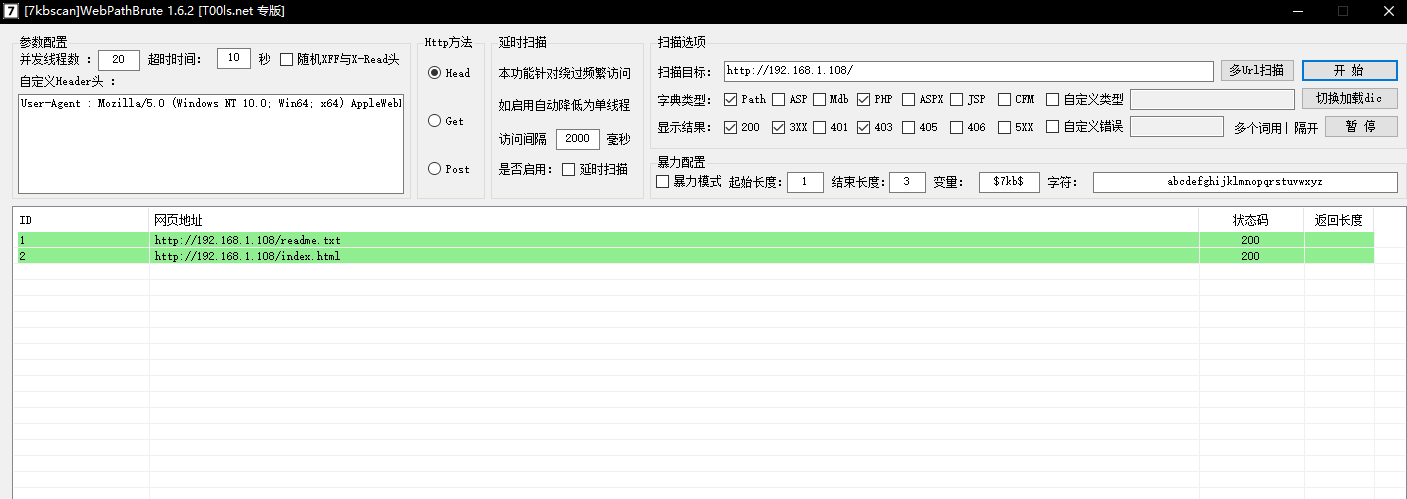 7 [7kbscan]WebPathBrute 1.6.2 [T00ls.net 专版]
参数配置
并发线程数 : 20 超时时间: 10 秒 随机XFF与X-Read头
自定义Header头 :
User-Agent : Mozilla/5.0 (Windows NT 10.0; Win64; x64) AppleWebK
Http方法
Head
Get
Post
延时扫描
本功能针对绕过频繁访问
如启用自动降低为单线程
访问间隔 2000 毫秒
是否启用: 延时扫描
扫描选项
扫描目标: http://192.168.1.108/ 多Url扫描 开 始
字典类型: Path ASP Mdb PHP ASPX JSP CFM 自定义类型 切换加载dic
显示结果: 200 3XX 401 403 405 406 5XX 自定义错误 多个词用| 隔开 暂 停
暴力配置
暴力模式 起始长度: 1 结束长度: 3 变量: $7kb$ 字符: abcdefghijklmnopqrstuvwxyz
ID 网页地址 状态码 返回长度
1 http://192.168.1.108/readme.txt 200
2 http://192.168.1.108/index.html 200